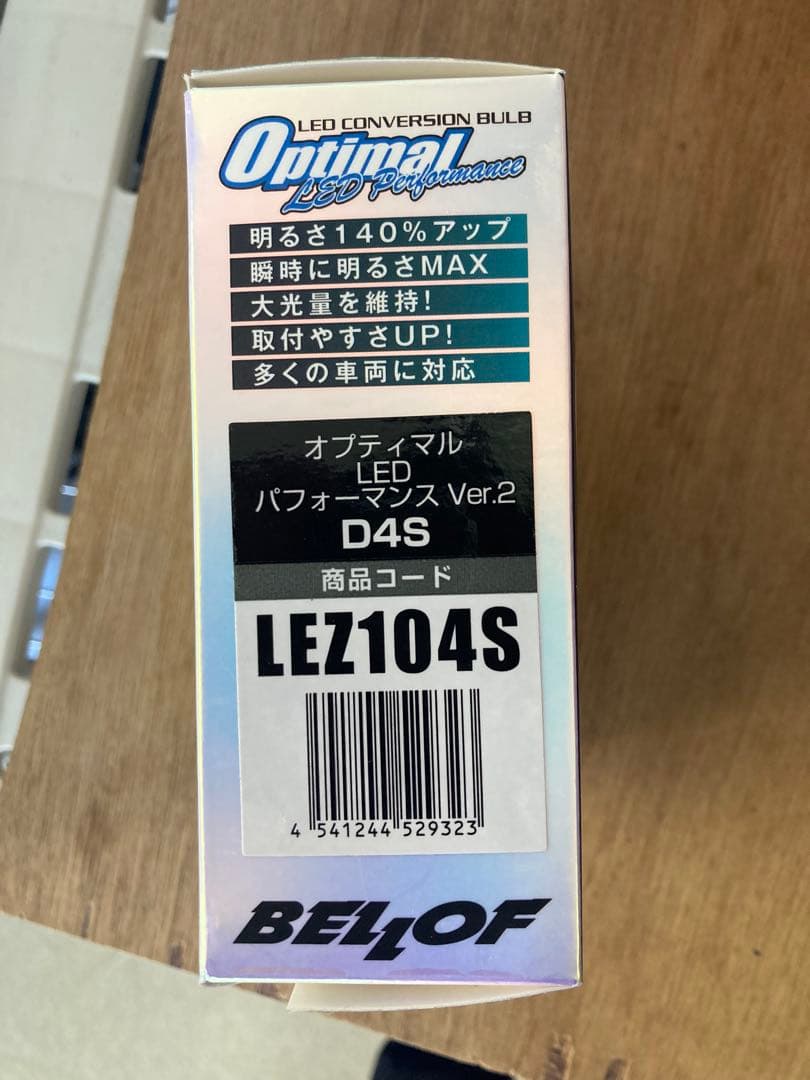 LED CONVERSION BULB
Optimal
LED Performance
明るさ140%アップ
瞬時に明るさMAX
大光量を維持!
取付やすさUP!
多くの車両に対応
オプティマル
LED
パフォーマンス Ver.2
D4S
商品コード
LEZ104S
4 541244 529323
BELLOF